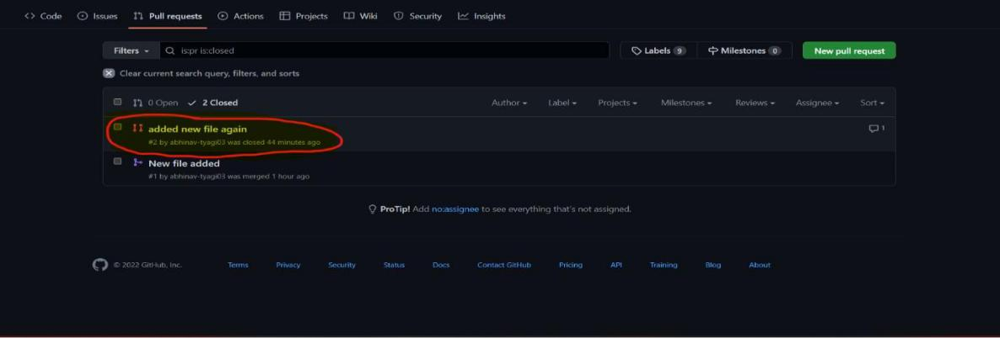 Code Issues Pull requests Actions Projects Wiki Security Insights
Filters is:pr is:closed Labels 9 Milestones 0 New pull request
Clear current search query, filters, and sorts
0 Open 2 Closed Author Label Projects Milestones Reviews Assignee Sort
added new file again 1
#2 by abhinav-tyagi03 was closed 44 minutes ago
New file added
#1 by abhinav-tyagi03 was merged 1 hour ago
ProTip! Add no:assignee to see everything that's not assigned.
© 2022 GitHub, Inc. Terms Privacy Security Status Docs Contact GitHub Pricing API Training Blog About